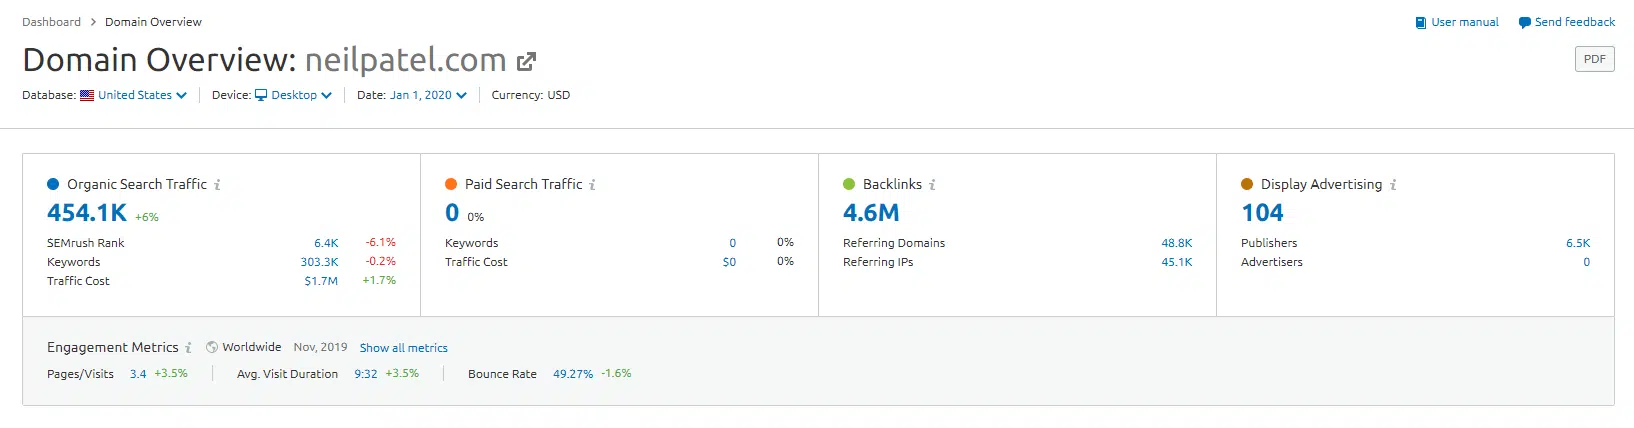 Dashboard > Domain Overview
User manual Send feedback
Domain Overview: neilpatel.com
PDF
Database: United States Device: Desktop Date: Jan 1, 2020 Currency: USD
Organic Search Traffic i
454.1K +6%
SEMrush Rank 6.4K -6.1%
Keywords 303.3K -0.2%
Traffic Cost $1.7M +1.7%
Paid Search Traffic i
0 0%
Keywords 0 0%
Traffic Cost $0 0%
Backlinks i
4.6M
Referring Domains 48.8K
Referring IPs 45.1K
Display Advertising i
104
Publishers 6.5K
Advertisers 0
Engagement Metrics i Worldwide Nov, 2019 Show all metrics
Pages/Visits 3.4 +3.5% Avg. Visit Duration 9:32 +3.5% Bounce Rate 49.27% -1.6%